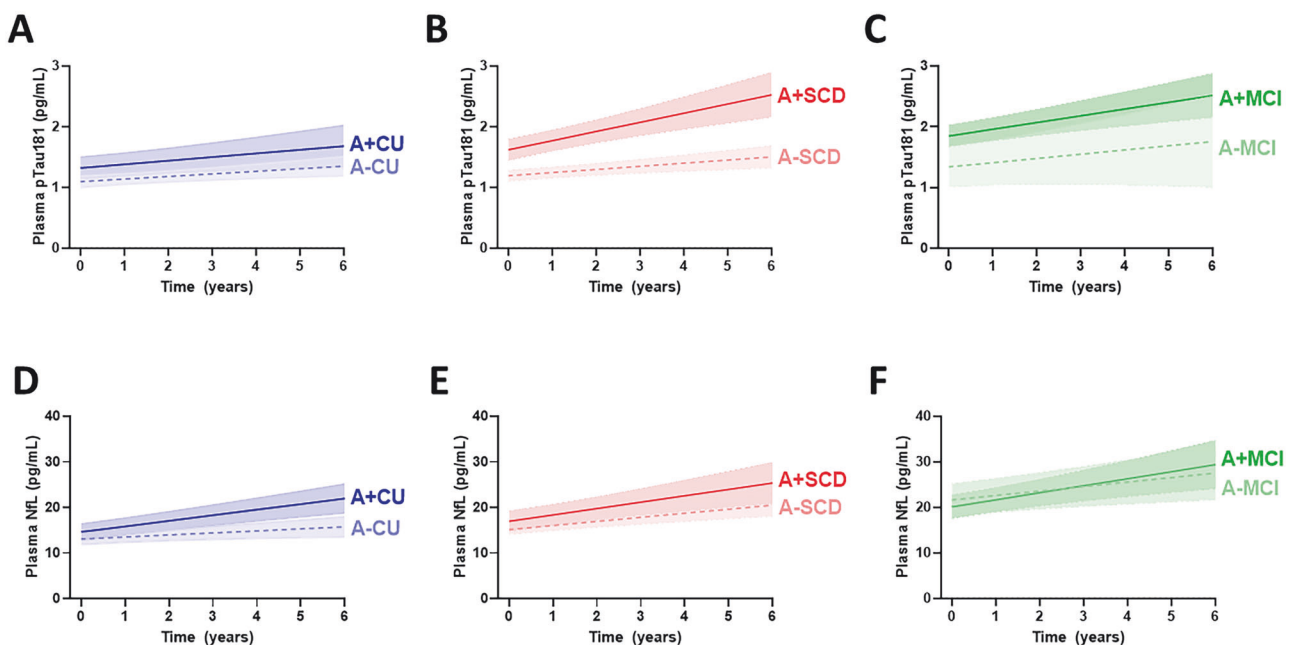 A
Plasma pTau181 (pg/mL)
3
2
1
0
0 1 2 3 4 5 6
Time (years)
A+CU
A-CU
B
Plasma pTau181 (pg/mL)
3
2
1
0
0 1 2 3 4 5 6
Time (years)
A+SCD
A-SCD
C
Plasma pTau181 (pg/mL)
3
2
1
0
0 1 2 3 4 5 6
Time (years)
A+MCI
A-MCI
D
Plasma NfL (pg/mL)
40
30
20
10
0
0 1 2 3 4 5 6
Time (years)
A+CU
A-CU
E
Plasma NfL (pg/mL)
40
30
20
10
0
0 1 2 3 4 5 6
Time (years)
A+SCD
A-SCD
F
Plasma NfL (pg/mL)
40
30
20
10
0
0 1 2 3 4 5 6
Time (years)
A+MCI
A-MCI